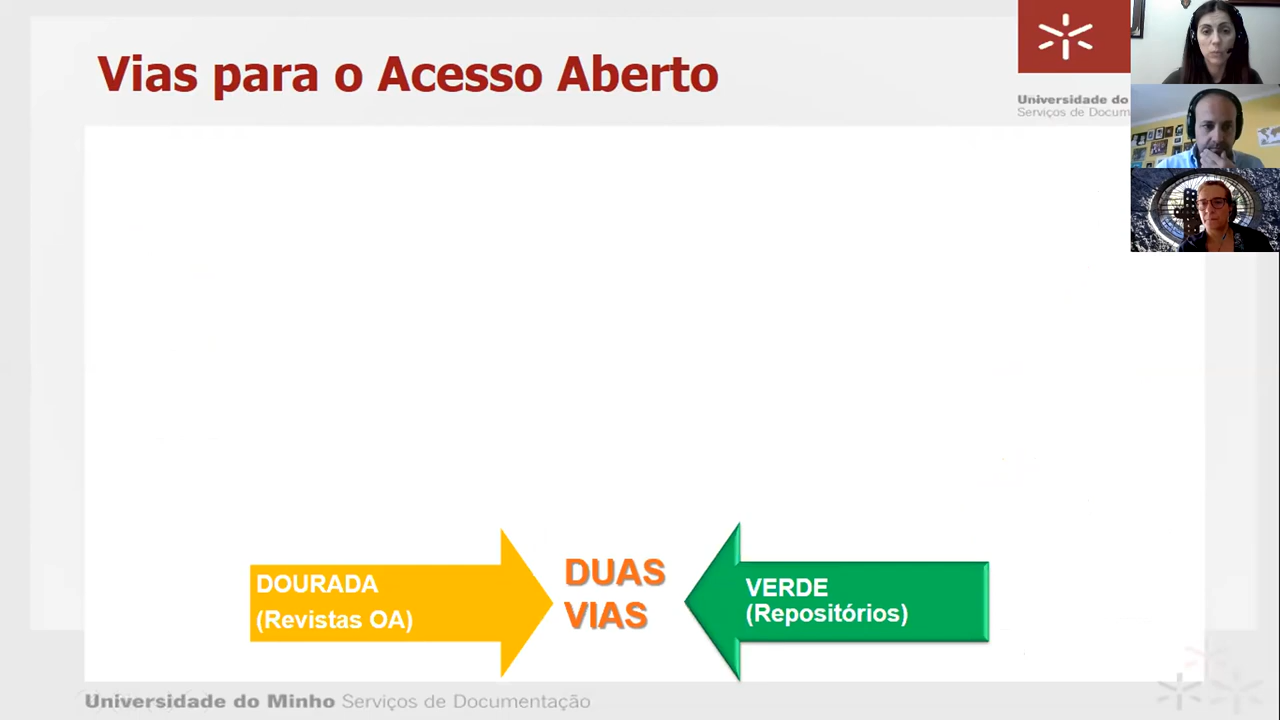 Vias para o Acesso Aberto
Universidade do
Serviços de Docum
DOURADA
(Revistas OA)
DUAS
VIAS
VERDE
(Repositórios)
Universidade do Minho Serviços de Documentação